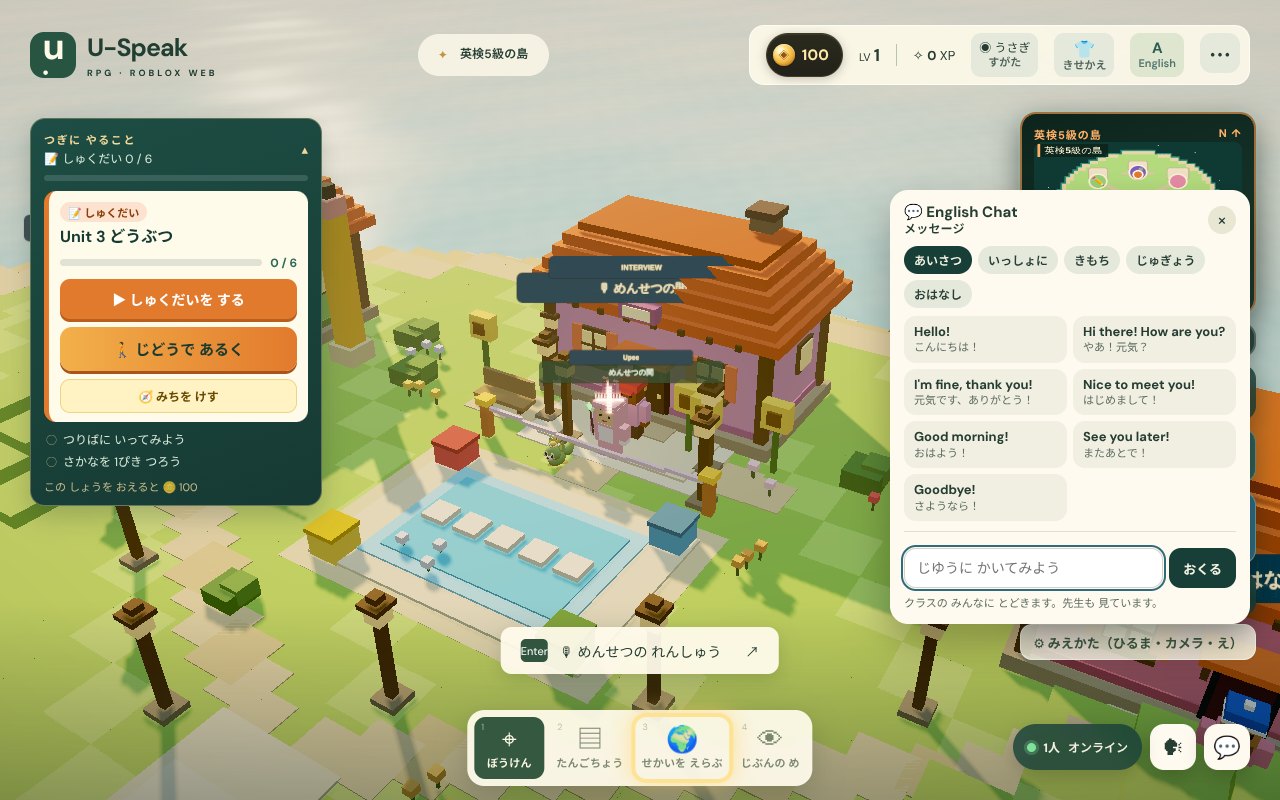 U-Speak
RPG · ROBLOX WEB
英検5級の島
100
LV 1
0 XP
うさぎ
すがた
きせかえ
A
English
つぎに やること
しゅくだい 0 / 6
しゅくだい
Unit 3 どうぶつ
0 / 6
しゅくだいを する
じどうで あるく
みちを けす
つりばに いってみよう
さかなを 1ぴき つろう
この しょうを おえると 100
INTERVIEW
めんせつの
Upee
めんせつの間
英検5級の島
N
英検5級の島
English Chat
メッセージ
×
あいさつ
いっしょに
きもち
じゅぎょう
おはなし
Hello!
こんにちは！
Hi there! How are you?
やあ！元気？
I'm fine, thank you!
元気です、ありがとう！
Nice to meet you!
はじめまして！
Good morning!
おはよう！
See you later!
またあとで！
Goodbye!
さようなら！
じゆうに かいてみよう
おくる
クラスの みんなに とどきます。先生も 見ています。
みえかた（ひるま・カメラ・え）
Enter めんせつの れんしゅう
1
ぼうけん
2
たんごちょう
3
せかいを えらぶ
4
じぶんの め
1人 オンライン